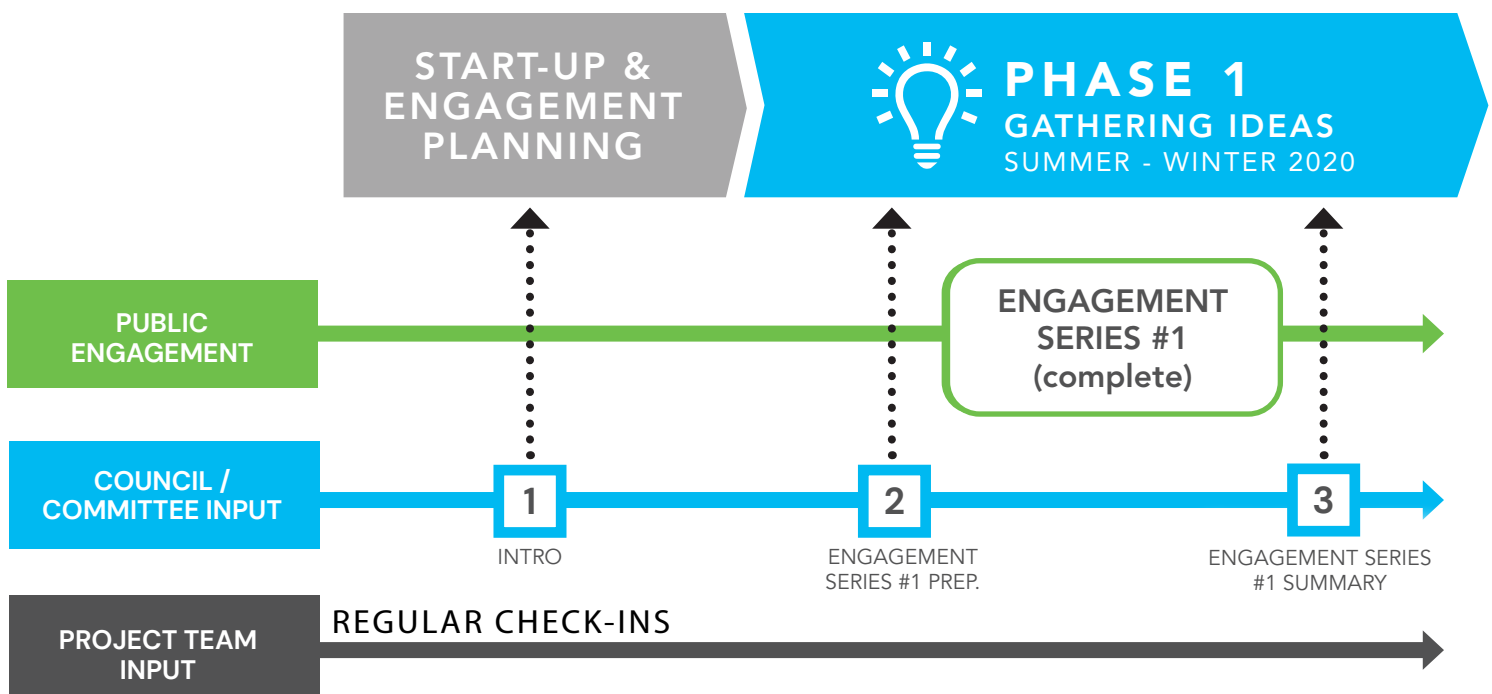 START-UP &
ENGAGEMENT
PLANNING
PHASE 1
GATHERING IDEAS
SUMMER - WINTER 2020
PUBLIC
ENGAGEMENT
ENGAGEMENT
SERIES #1
(complete)
COUNCIL /
COMMITTEE INPUT
1
INTRO
2
ENGAGEMENT
SERIES #1 PREP.
3
ENGAGEMENT SERIES
#1 SUMMARY
PROJECT TEAM
INPUT
REGULAR CHECK-INS